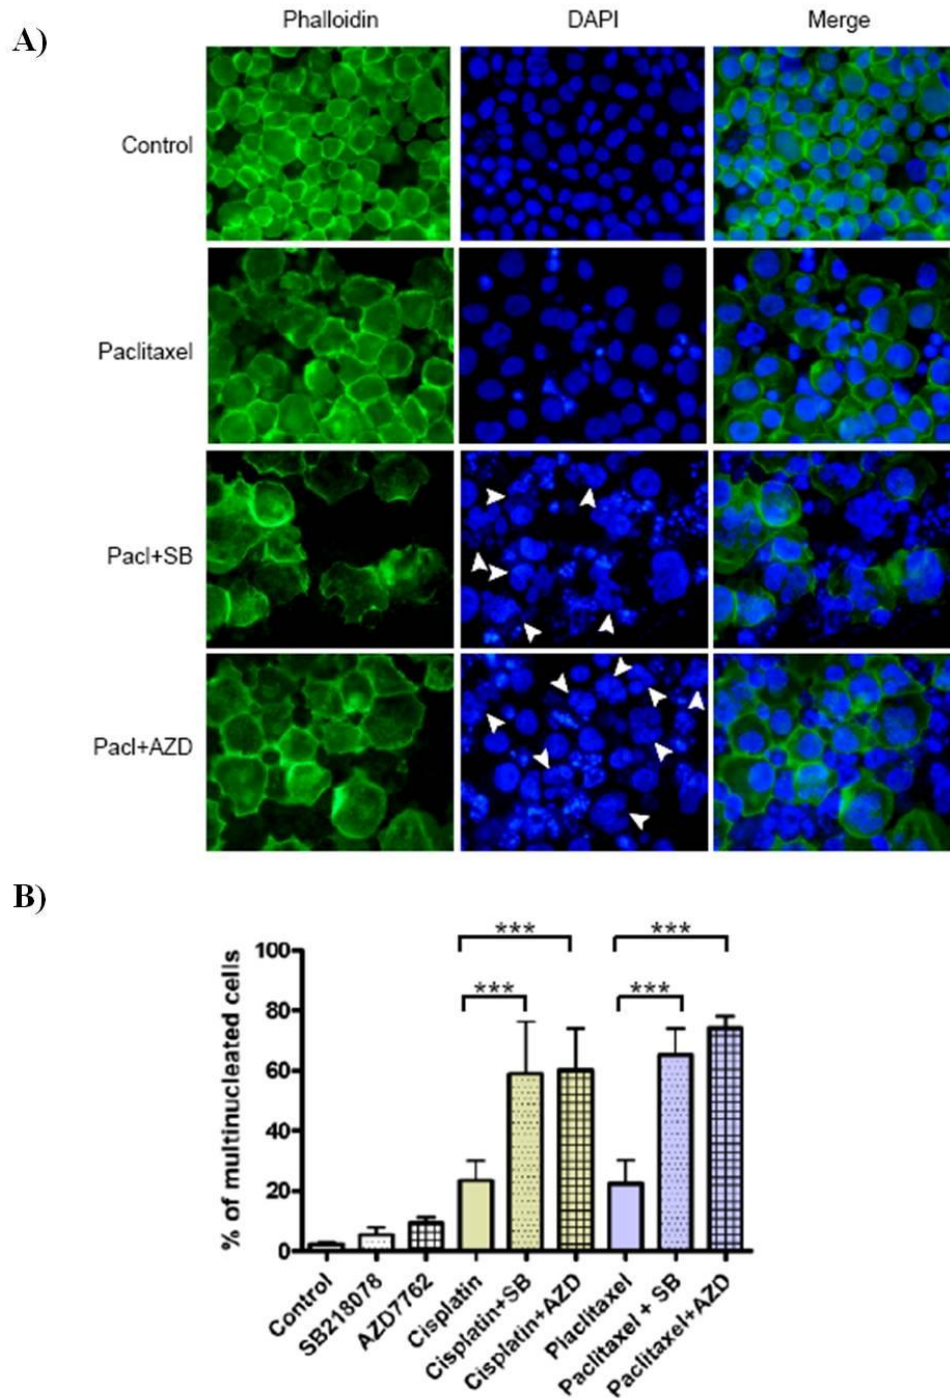 A)
Phalloidin DAPI Merge
Control
Paclitaxel
Pacl+SB
Pacl+AZD
B)
% of multinucleated cells
100
80
60
40
20
0
***
***
***
***
Control
SB218078
AZD7762
Cisplatin
Cisplatin+SB
Cisplatin+AZD
Placlitaxel
Paclitaxel + SB
Paclitaxel+AZD